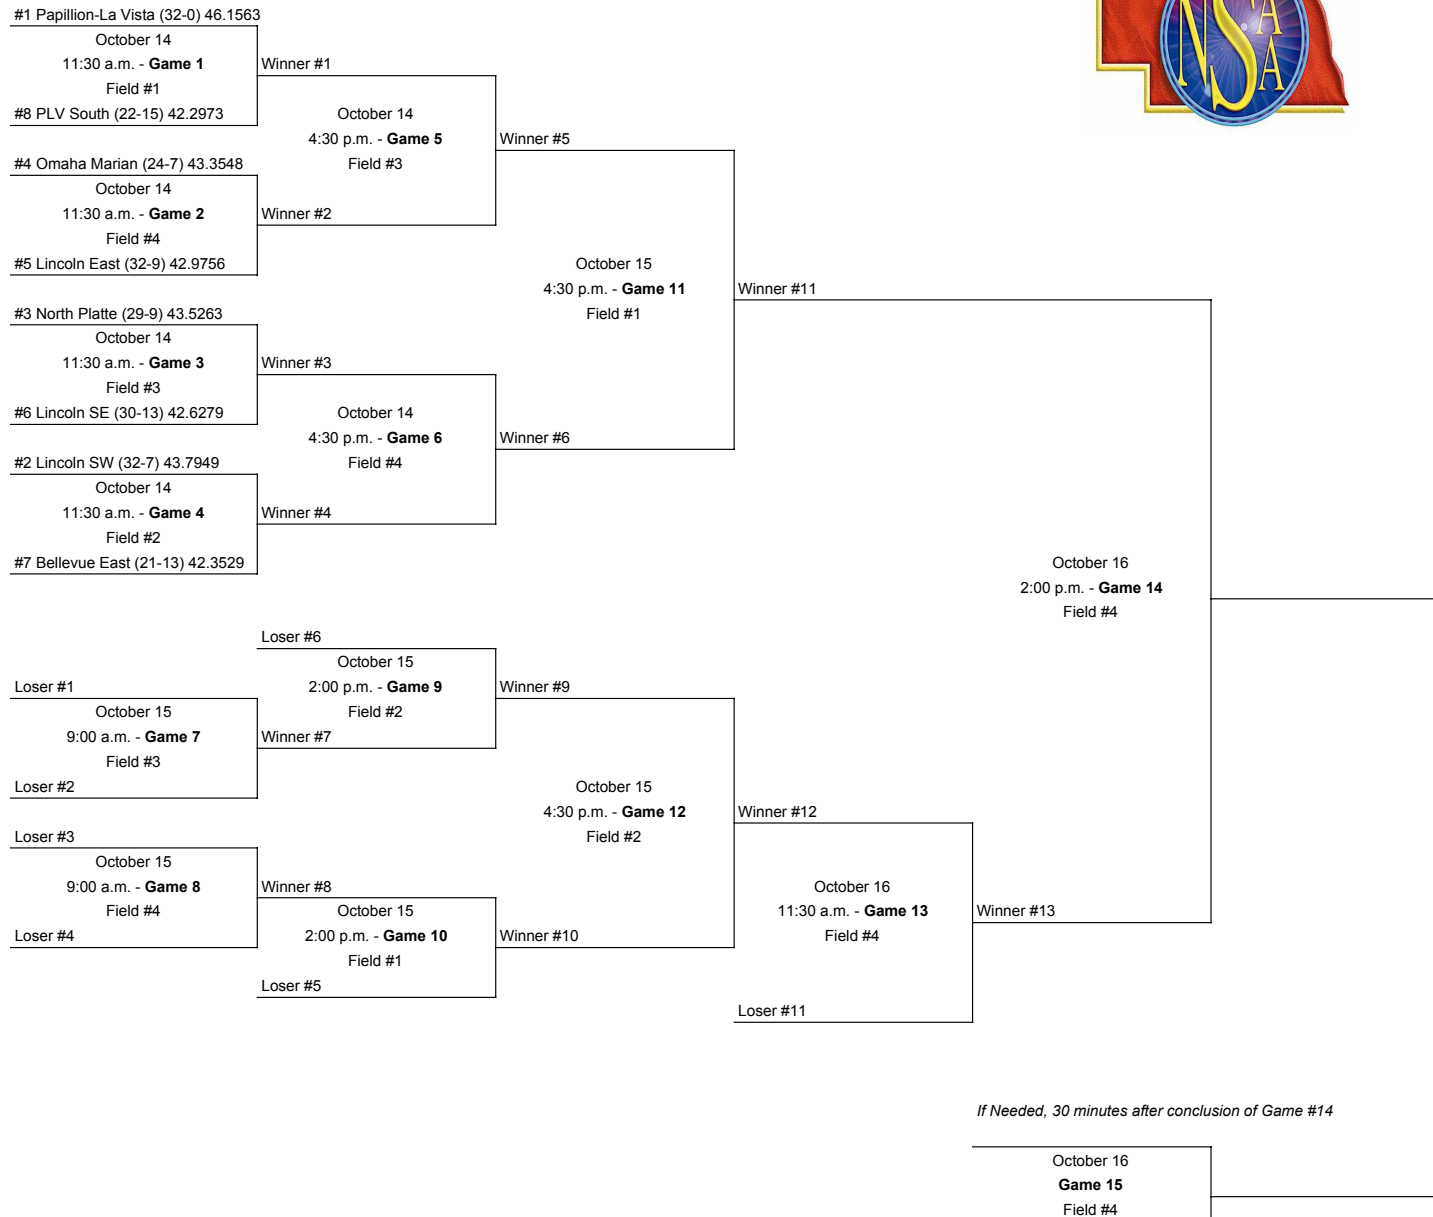 #1 Papillion-La Vista (32-0) 46.1563
October 14
11:30 a.m. - Game 1
Field #1
#8 PLV South (22-15) 42.2973
Winner #1
October 14
4:30 p.m. - Game 5
Field #3
Winner #2
#4 Omaha Marian (24-7) 43.3548
October 14
11:30 a.m. - Game 2
Field #4
#5 Lincoln East (32-9) 42.9756
Winner #5
October 15
4:30 p.m. - Game 11
Field #1
Winner #6
#3 North Platte (29-9) 43.5263
October 14
11:30 a.m. - Game 3
Field #3
#6 Lincoln SE (30-13) 42.6279
Winner #3
October 14
4:30 p.m. - Game 6
Field #4
Winner #4
#2 Lincoln SW (32-7) 43.7949
October 14
11:30 a.m. - Game 4
Field #2
#7 Bellevue East (21-13) 42.3529
Winner #11
October 16
2:00 p.m. - Game 14
Field #4
Loser #6
October 15
2:00 p.m. - Game 9
Field #2
Winner #7
Loser #1
October 15
9:00 a.m. - Game 7
Field #3
Loser #2
Winner #9
October 15
4:30 p.m. - Game 12
Field #2
Winner #10
Loser #3
October 15
9:00 a.m. - Game 8
Field #4
Loser #4
Winner #8
October 15
2:00 p.m. - Game 10
Field #1
Loser #5
Winner #12
October 16
11:30 a.m. - Game 13
Field #4
Loser #11
Winner #13
If Needed, 30 minutes after conclusion of Game #14
October 16
Game 15
Field #4
NSAA